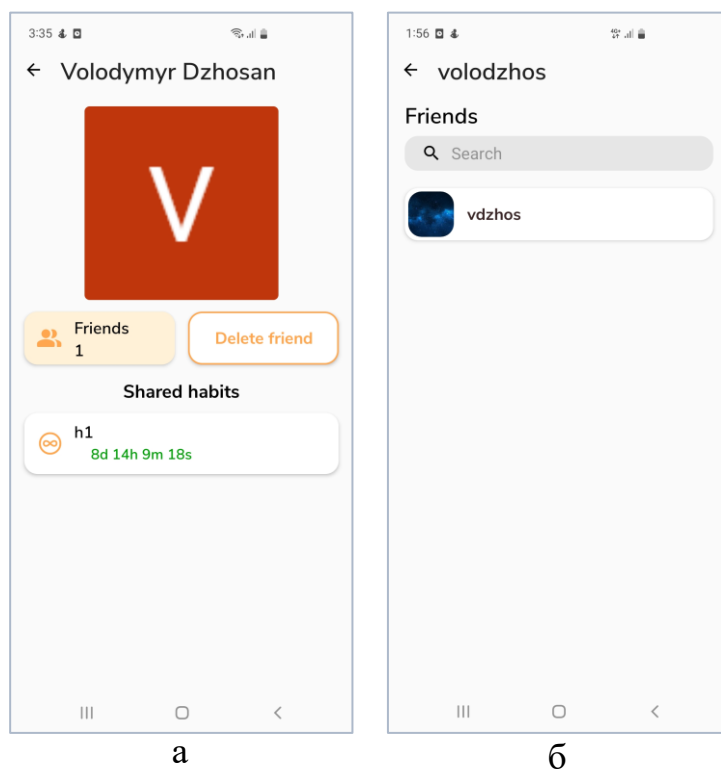 3:35
Volodymyr Dzhosan
V
Friends
1
Delete friend
Shared habits
h1
8d 14h 9m 18s
а
1:56
volodzhos
Friends
Search
vdzhos
б